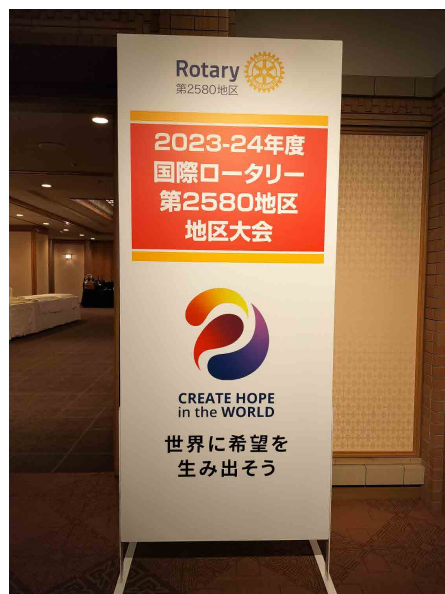 Rotary
第2580地区
2023-24年度
国際ロータリー
第2580地区
地区大会
CREATE HOPE
in the WORLD
世界に希望を
生み出そう